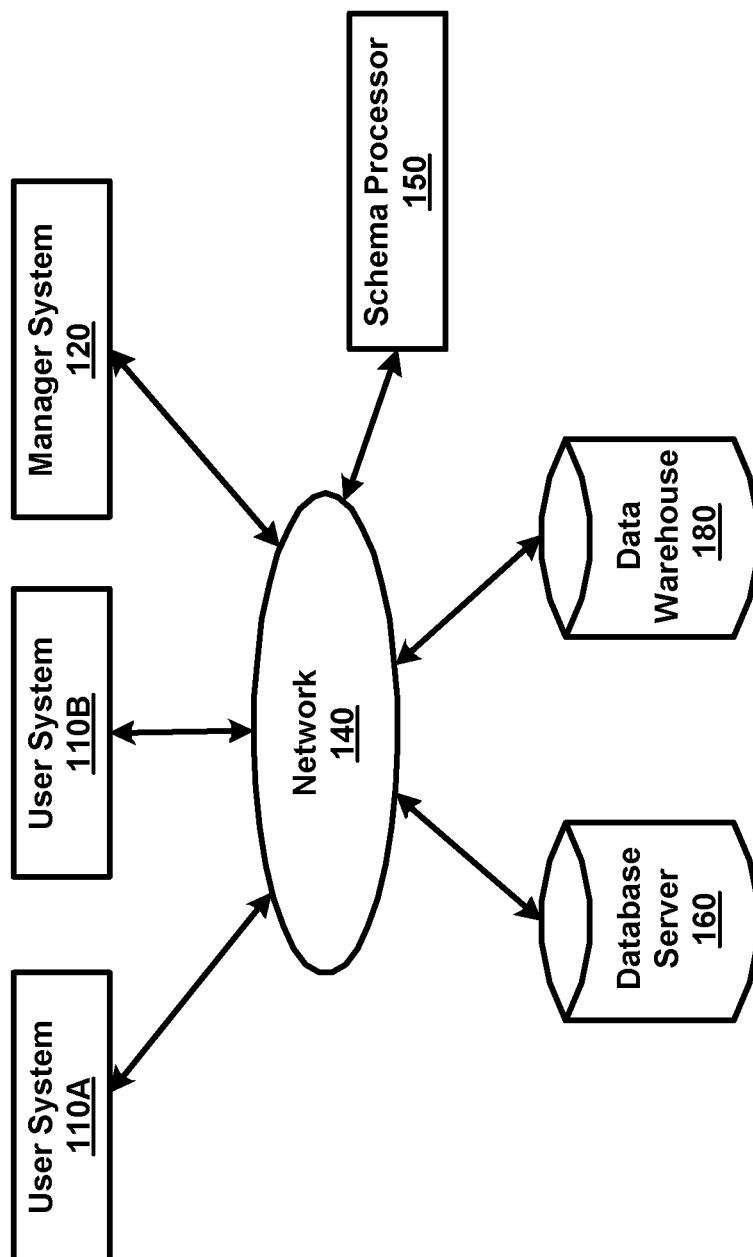 User System
110A
User System
110B
Manager System
120
Network
140
Schema Processor
150
Database
Server
160
Data
Warehouse
180